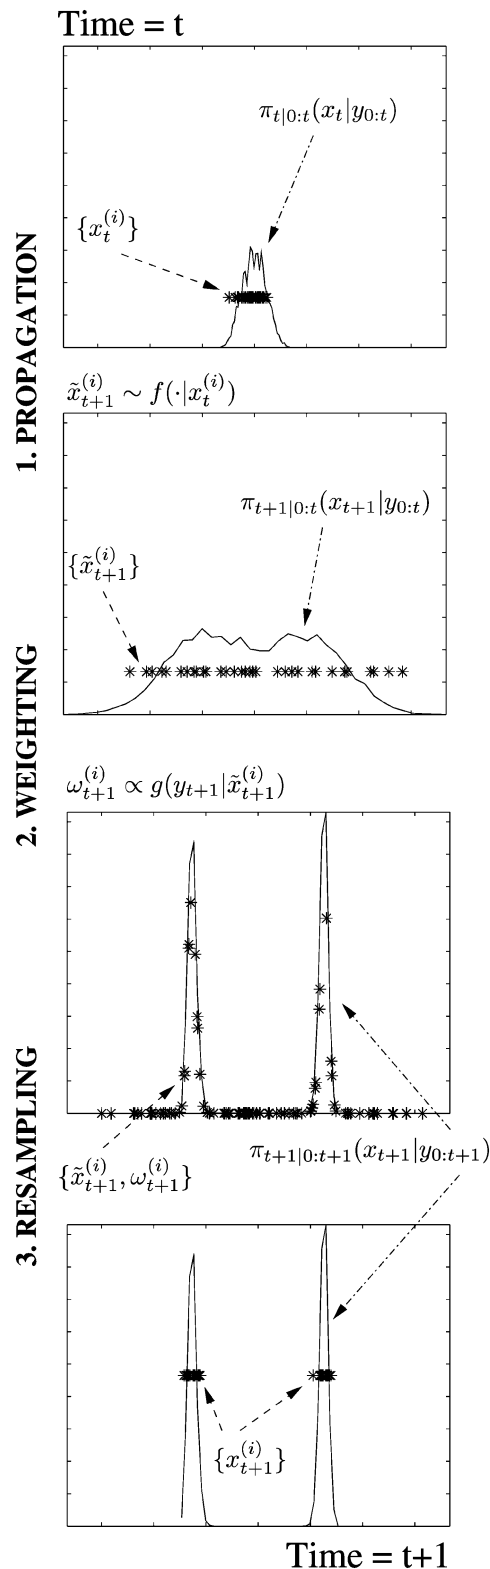 Time = t
π_{t|0:t}(x_t|y_{0:t})
{x_t^{(i)}}
1. PROPAGATION
x̃_{t+1}^{(i)} ∼ f(·|x_t^{(i)})
π_{t+1|0:t}(x_{t+1}|y_{0:t})
{x̃_{t+1}^{(i)}}
2. WEIGHTING
ω_{t+1}^{(i)} ∝ g(y_{t+1}|x̃_{t+1}^{(i)})
3. RESAMPLING
π_{t+1|0:t+1}(x_{t+1}|y_{0:t+1})
{x̃_{t+1}^{(i)}, ω_{t+1}^{(i)}}
{x_{t+1}^{(i)}}
Time = t+1